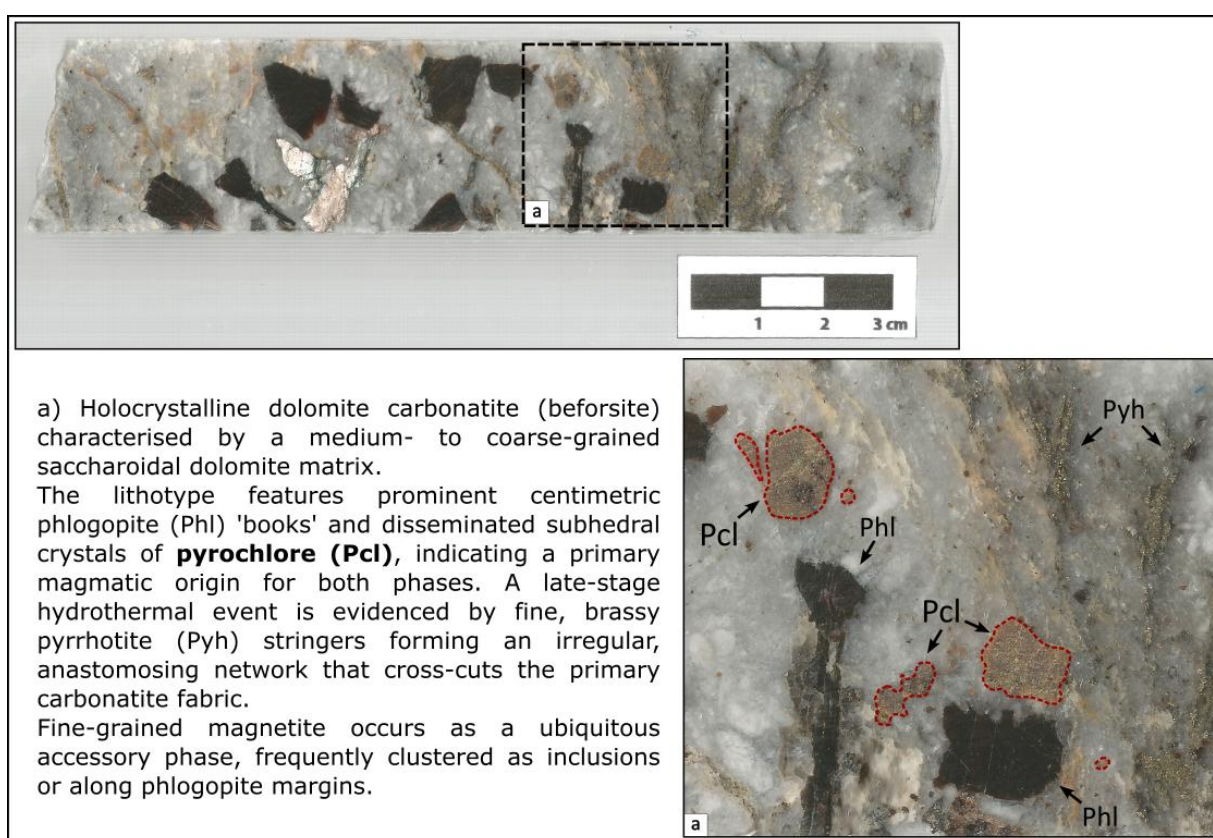 a
1 2 3 cm
a) Holocrystalline dolomite carbonatite (beforsite)
characterised by a medium- to coarse-grained
saccharoidal dolomite matrix.
The lithotype features prominent centimetric
phlogopite (Phl) 'books' and disseminated subhedral
crystals of pyrochlore (Pcl), indicating a primary
magmatic origin for both phases. A late-stage
hydrothermal event is evidenced by fine, brassy
pyrrhotite (Pyh) stringers forming an irregular,
anastomosing network that cross-cuts the primary
carbonatite fabric.
Fine-grained magnetite occurs as a ubiquitous
accessory phase, frequently clustered as inclusions
or along phlogopite margins.
Pyh
Pcl
Phl
Pcl
Phl
a